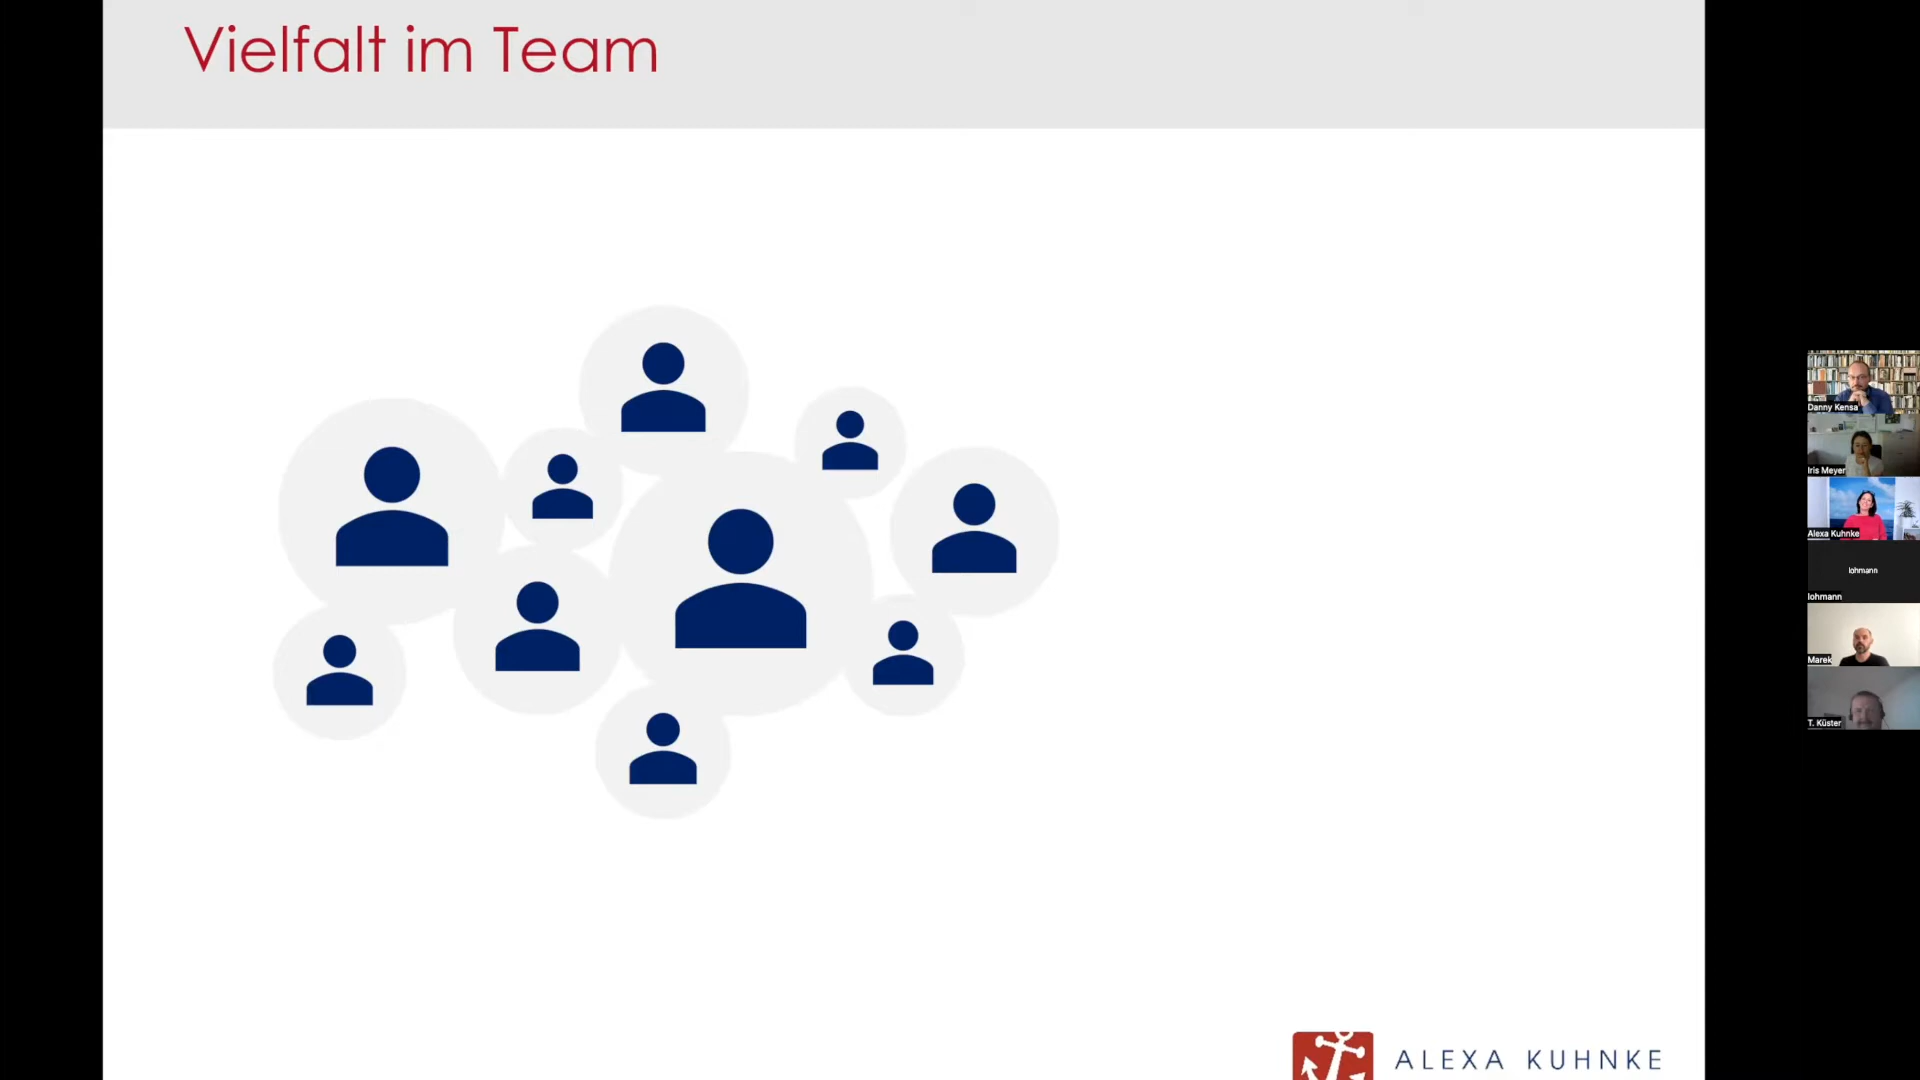 Vielfalt im Team
Danny Kensa
Iris Meyer
Alexa Kuhnke
lohmann
lohmann
Marek
T. Küster
ALEXA KUHNKE